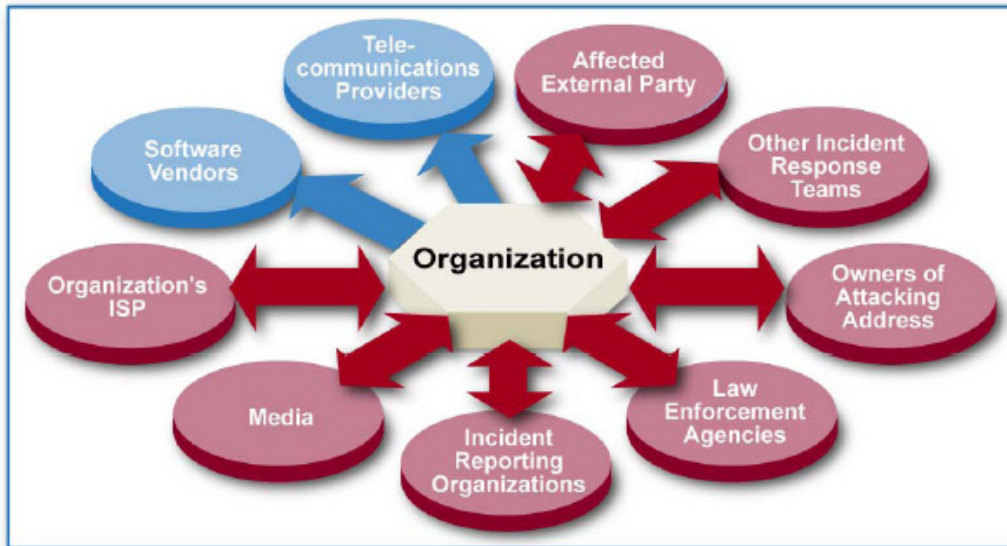 Tele-
communications
Providers
Affected
External Party
Software
Vendors
Other Incident
Response
Teams
Organization
Organization's
ISP
Owners of
Attacking
Address
Media
Incident
Reporting
Organizations
Law
Enforcement
Agencies